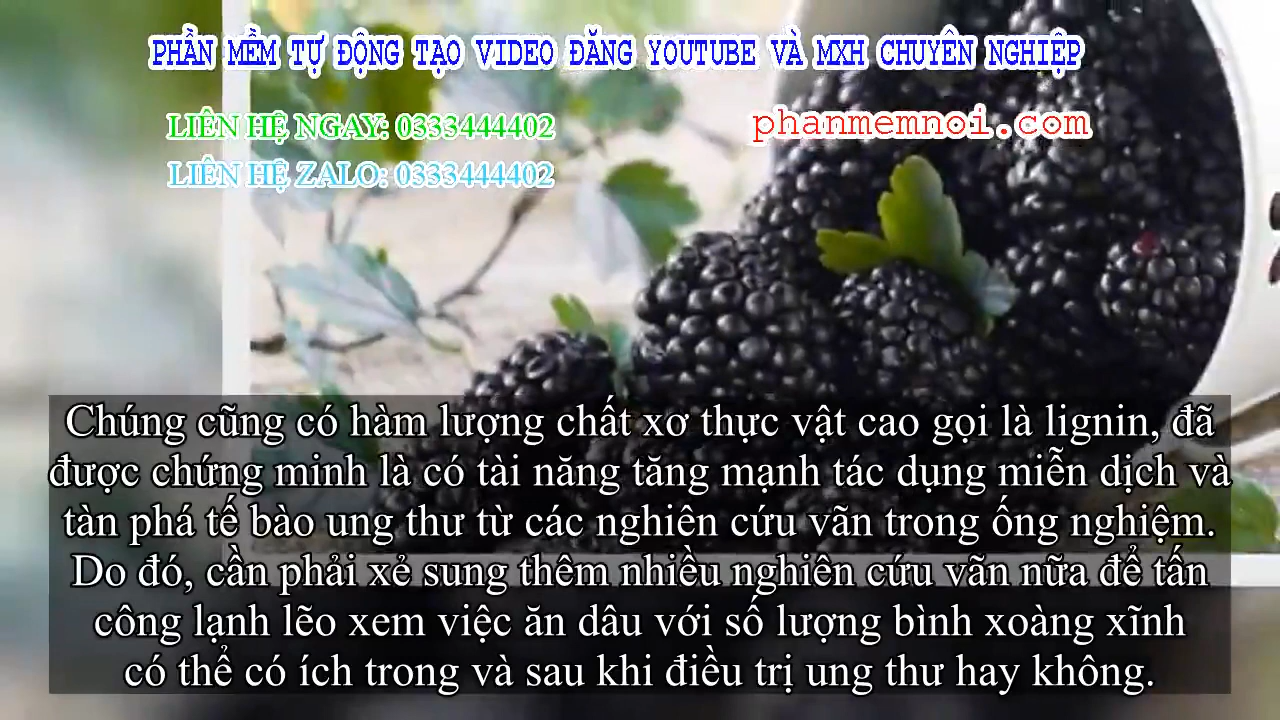 PHẦN MỀM TỰ ĐỘNG TẠO VIDEO ĐĂNG YOUTUBE VÀ MXH CHUYÊN NGHIỆP
LIÊN HỆ NGAY: 0333444402
phanmemnoi.com
LIÊN HỆ ZALO: 0333444402
Chúng cũng có hàm lượng chất xơ thực vật cao gọi là lignin, đã
được chứng minh là có tài năng tăng mạnh tác dụng miễn dịch và
tàn phá tế bào ung thư từ các nghiên cứu vãn trong ống nghiệm.
Do đó, cần phải xẻ sung thêm nhiều nghiên cứu vãn nữa để tấn
công lạnh lẽo xem việc ăn dâu với số lượng bình xoàng xĩnh
có thể có ích trong và sau khi điều trị ung thư hay không.